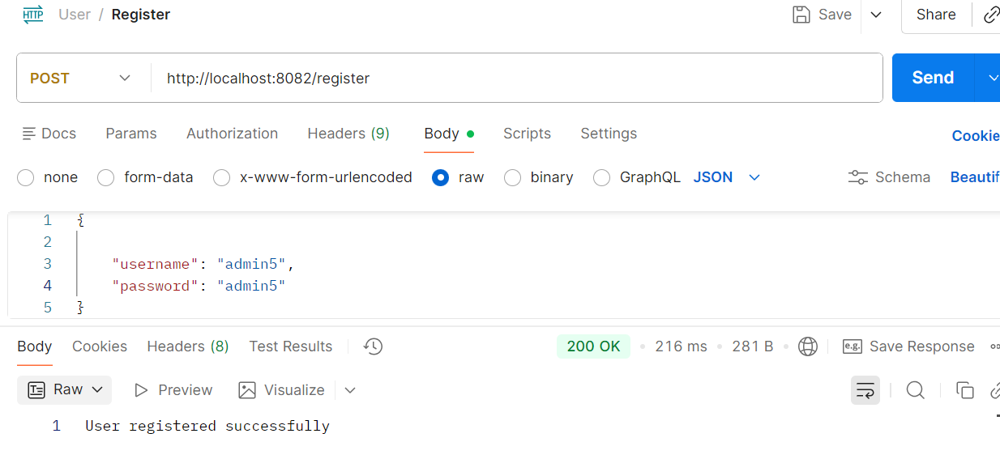 HTTP User / Register Save Share
POST http://localhost:8082/register Send
Docs Params Authorization Headers (9) Body Scripts Settings Cookie
none form-data x-www-form-urlencoded raw binary GraphQL JSON Schema Beautif
1 {
2
3 "username": "admin5",
4 "password": "admin5"
5 }
Body Cookies Headers (8) Test Results 200 OK • 216 ms • 281 B • e.g. Save Response
Raw Preview Visualize
1 User registered successfully